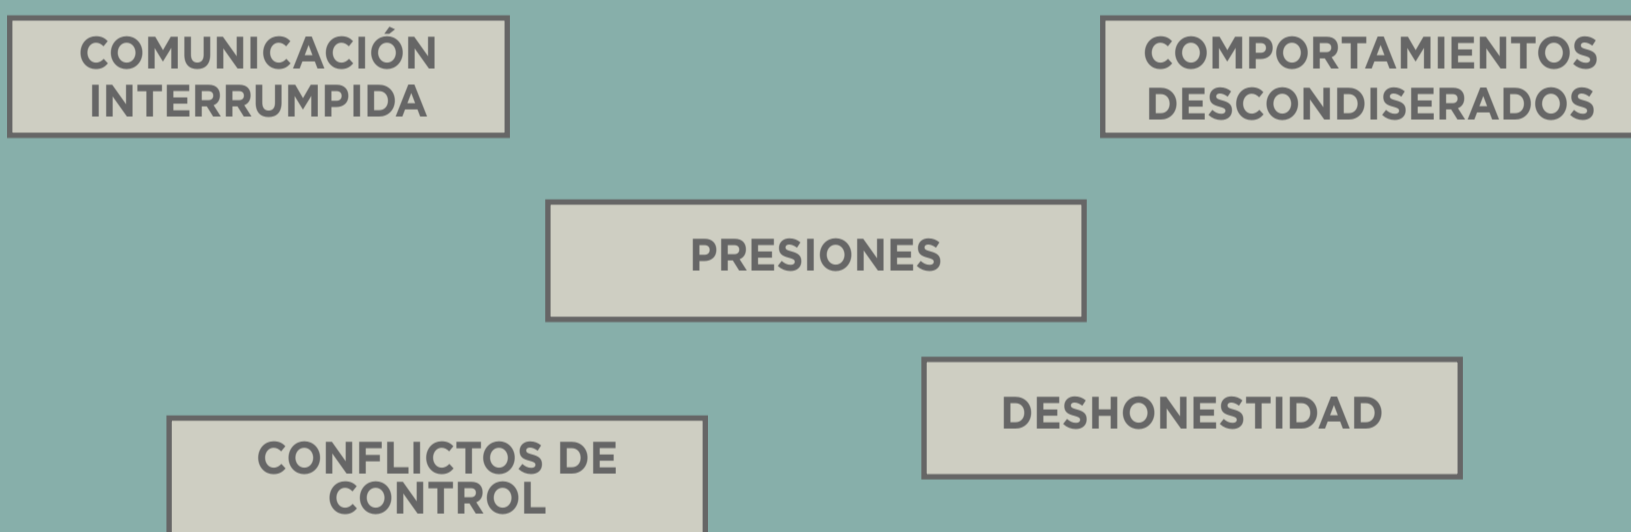 COMUNICACIÓN
INTERRUMPIDA
COMPORTAMIENTOS
DESCONDISERADOS
PRESIONES
DESHONESTIDAD
CONFLICTOS DE
CONTROL